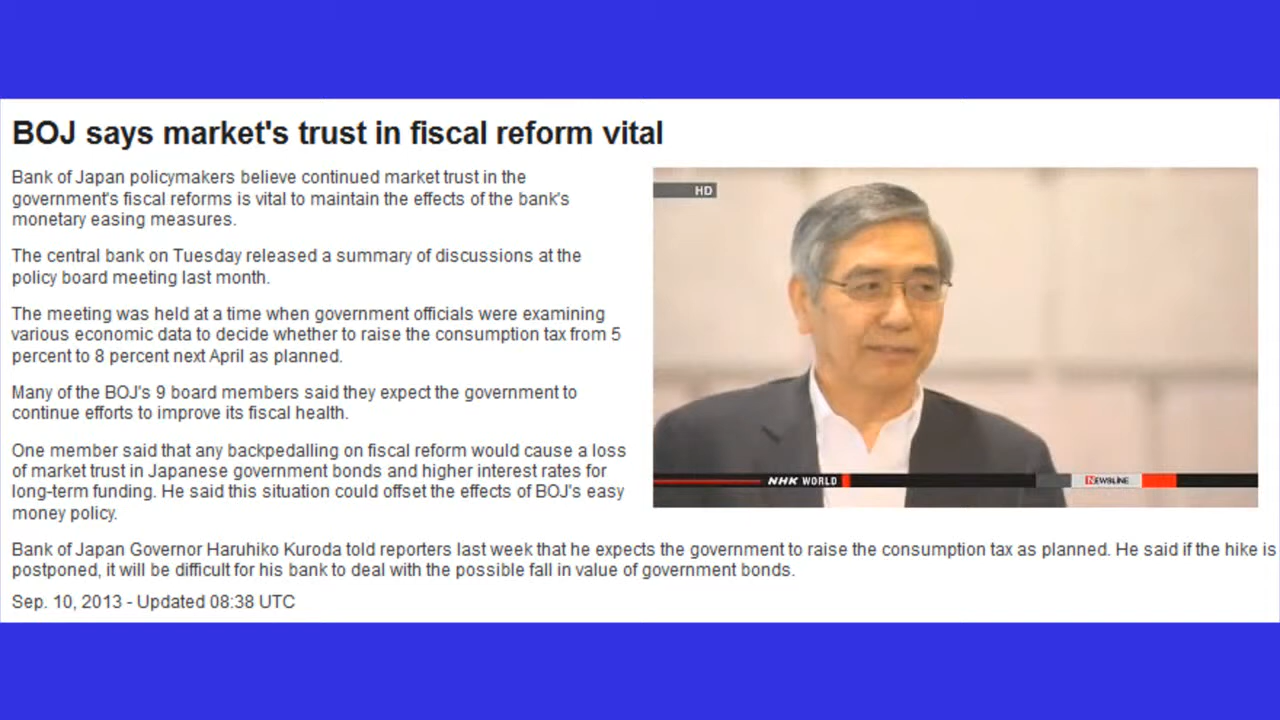 BOJ says market's trust in fiscal reform vital
Bank of Japan policymakers believe continued market trust in the
government's fiscal reforms is vital to maintain the effects of the bank's
monetary easing measures.
The central bank on Tuesday released a summary of discussions at the
policy board meeting last month.
The meeting was held at a time when government officials were examining
various economic data to decide whether to raise the consumption tax from 5
percent to 8 percent next April as planned.
Many of the BOJ's 9 board members said they expect the government to
continue efforts to improve its fiscal health.
One member said that any backpedalling on fiscal reform would cause a loss
of market trust in Japanese government bonds and higher interest rates for
long-term funding. He said this situation could offset the effects of BOJ's easy
money policy.
HD
NHK WORLD
NEWSLINE
Bank of Japan Governor Haruhiko Kuroda told reporters last week that he expects the government to raise the consumption tax as planned. He said if the hike is
postponed, it will be difficult for his bank to deal with the possible fall in value of government bonds.
Sep. 10, 2013 - Updated 08:38 UTC